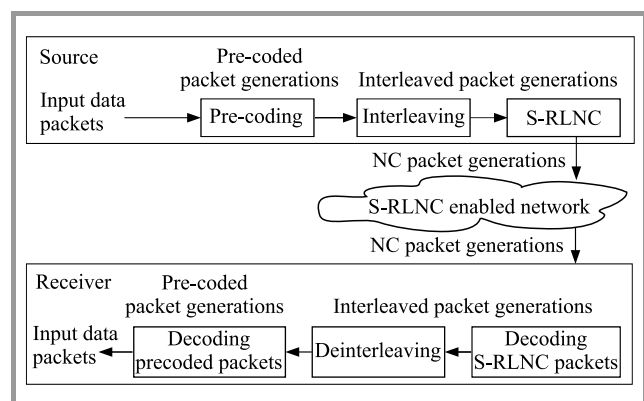 Source
Pre-coded
packet generations
Interleaved packet generations
Input data
packets
Pre-coding
Interleaving
S-RLNC
NC packet generations
S-RLNC enabled network
NC packet generations
Receiver
Pre-coded
packet generations
Interleaved packet generations
Input data
packets
Decoding
precoded packets
Deinterleaving
Decoding
S-RLNC packets